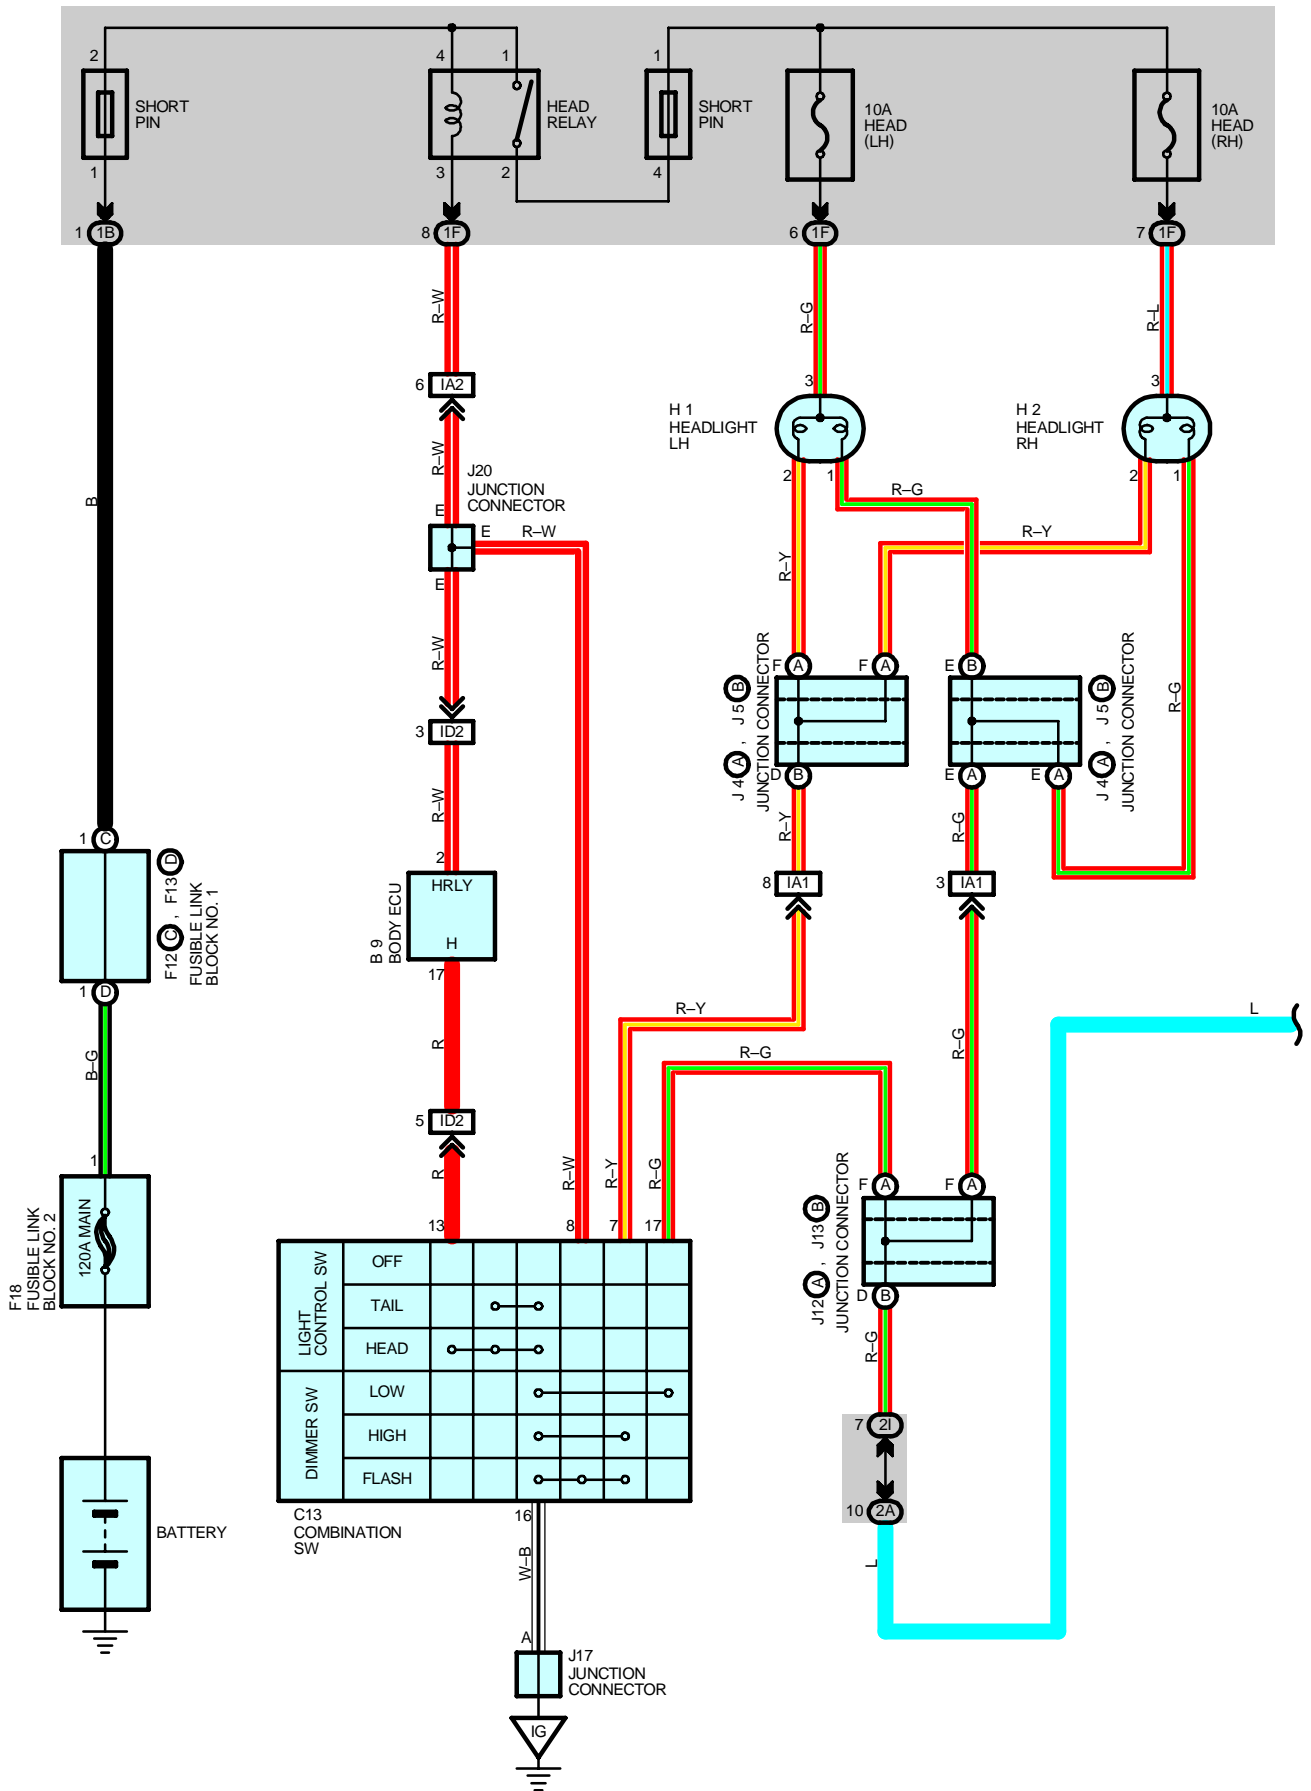 2
4
1
1
SHORT
PIN
HEAD
RELAY
SHORT
PIN
10A
HEAD
(LH)
10A
HEAD
(RH)
1
3
2
4
1
1B
8
1F
6
1F
7
1F
R–W
R–G
R–L
6
IA2
3
3
H 1
HEADLIGHT
LH
H 2
HEADLIGHT
RH
R–W
J20
JUNCTION
CONNECTOR
2
1
2
1
R–G
B
E
E
R–W
R–Y
E
R–Y
R–W
F
A
F
A
E
B
J 4 A , J 5 B
JUNCTION CONNECTOR
J 4 A , J 5 B
JUNCTION CONNECTOR
R–G
3
ID2
D
B
E
A
E
A
R–W
R–Y
R–G
1
C
2
HRLY
8
IA1
3
IA1
F12 C , F13 D
FUSIBLE LINK
BLOCK NO. 1
B 9
BODY ECU
H
17
1
D
R–Y
L
R
R–G
R–G
B–G
5
ID2
R
R–W
R–Y
R–G
1
F
A
F
A
13
8
7
17
J12 A , J13 B
JUNCTION CONNECTOR
F18
FUSIBLE LINK
BLOCK NO. 2
120A MAIN
LIGHT
CONTROL SW
OFF
TAIL
HEAD
DIMMER SW
LOW
HIGH
FLASH
D
B
R–G
7
2I
10
2A
C13
COMBINATION
SW
16
BATTERY
W–B
L
A
J17
JUNCTION
CONNECTOR
IG